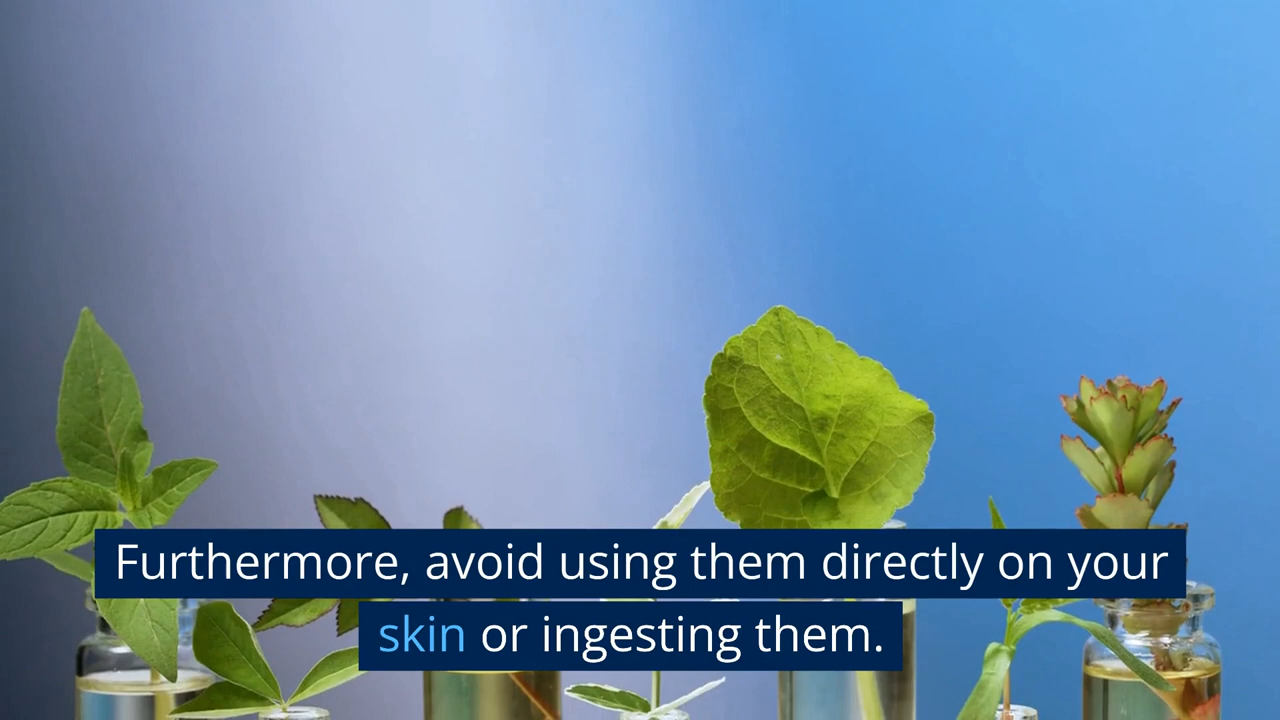 Furthermore, avoid using them directly on your
skin or ingesting them.